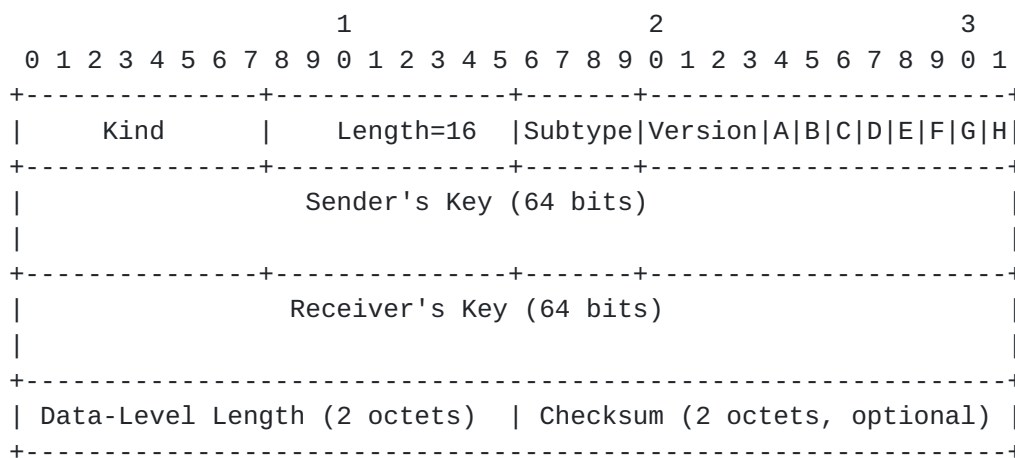 1                   2                   3
 0 1 2 3 4 5 6 7 8 9 0 1 2 3 4 5 6 7 8 9 0 1 2 3 4 5 6 7 8 9 0 1
+---------------+---------------+-------+-----------------------+
|     Kind      |    Length=16  |Subtype|Version|A|B|C|D|E|F|G|H|
+---------------+---------------+-------+-----------------------+
|                  Sender's Key (64 bits)                       |
|                                                               |
+---------------+---------------+-------+-----------------------+
|                 Receiver's Key (64 bits)                      |
|                                                               |
+---------------------------------------------------------------+
| Data-Level Length (2 octets)  | Checksum (2 octets, optional) |
+---------------------------------------------------------------+